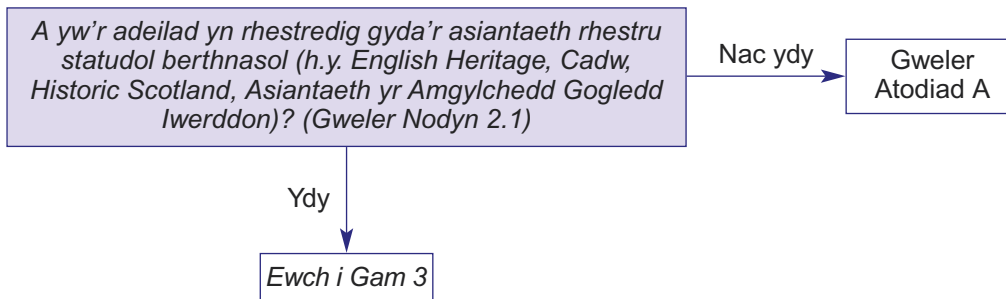 A yw’r adeilad yn rhestredig gyda’r asiantaeth rhestru
statudol berthnasol (h.y. English Heritage, Cadw,
Historic Scotland, Asiantaeth yr Amgylchedd Gogledd
Iwerddon)? (Gweler Nodyn 2.1)
Nac ydy
Gweler
Atodiad A
Ydy
Ewch i Gam 3